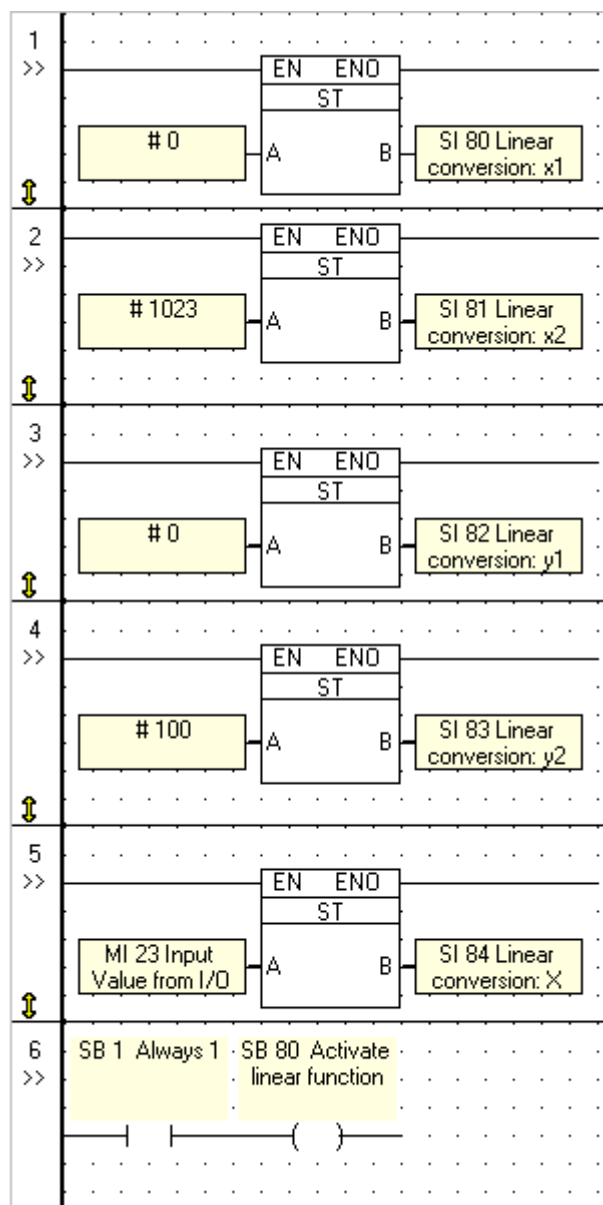 1
>>
EN ENO
ST
# 0
A B
SI 80 Linear
conversion: x1
2
>>
EN ENO
ST
# 1023
A B
SI 81 Linear
conversion: x2
3
>>
EN ENO
ST
# 0
A B
SI 82 Linear
conversion: y1
4
>>
EN ENO
ST
# 100
A B
SI 83 Linear
conversion: y2
5
>>
EN ENO
ST
MI 23 Input
Value from I/O
A B
SI 84 Linear
conversion: X
6
>>
SB 1 Always 1
SB 80 Activate
linear function